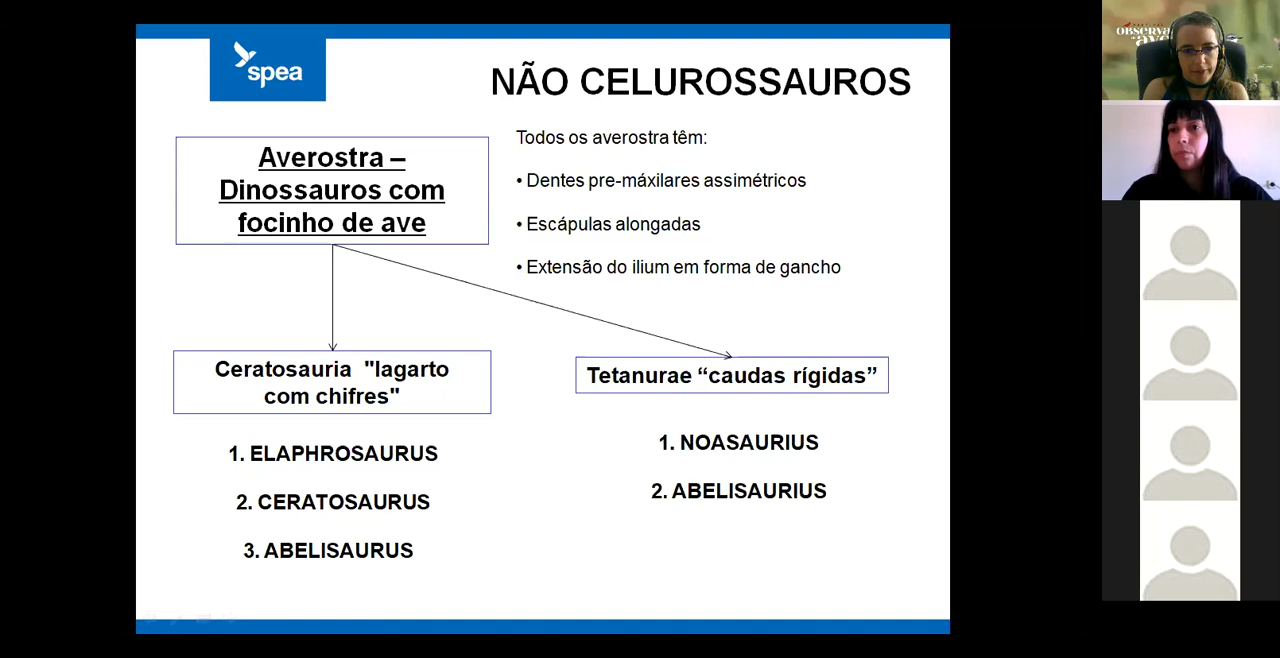 spea
NÃO CELUROSSAUROS
Averostra –
Dinossauros com
focinho de ave
Todos os averostra têm:
• Dentes pre-máxilares assimétricos
• Escápulas alongadas
• Extensão do ilium em forma de gancho
Ceratosauria "lagarto
com chifres"
1. ELAPHROSAURUS
2. CERATOSAURUS
3. ABELISAURUS
Tetanurae “caudas rígidas”
1. NOASAURIUS
2. ABELISAURIUS